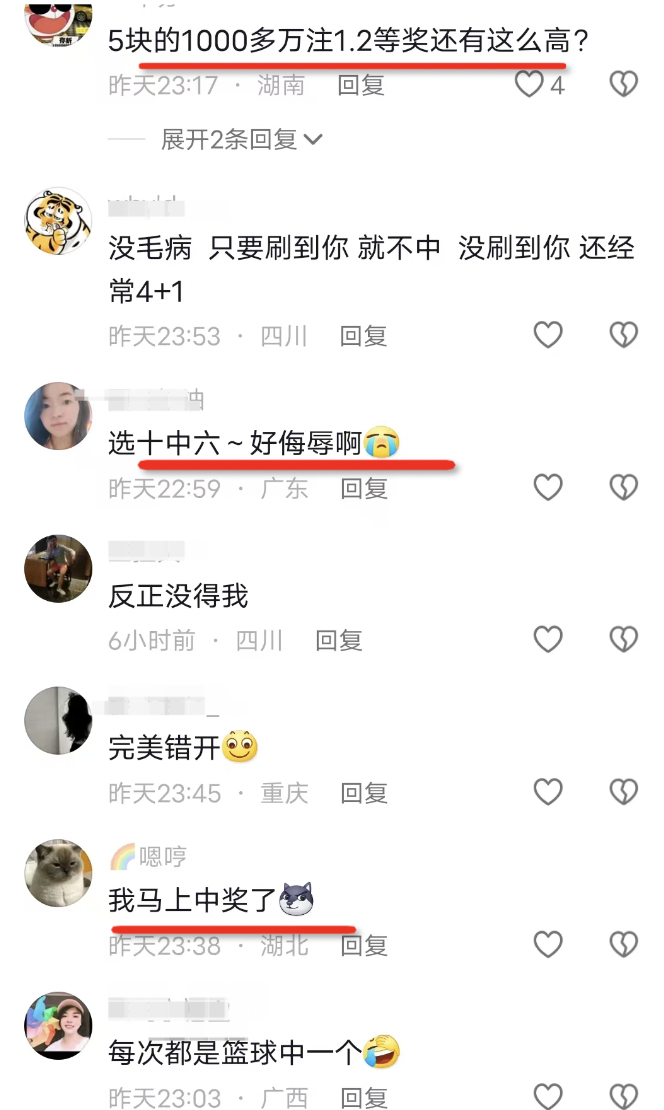 5块的1000多万注1.2等奖还有这么高?
昨天23:17 · 湖南 回复 4
展开2条回复
没毛病 只要刷到你 就不中 没刷到你 还经
常4+1
昨天23:53 · 四川 回复
选十中六~好侮辱啊
昨天22:59 · 广东 回复
反正没得我
6小时前 · 四川 回复
完美错开
昨天23:45 · 重庆 回复
嗯哼
我马上中奖了
昨天23:38 · 湖北 回复
每次都是篮球中一个
昨天23:03 · 广西 回复